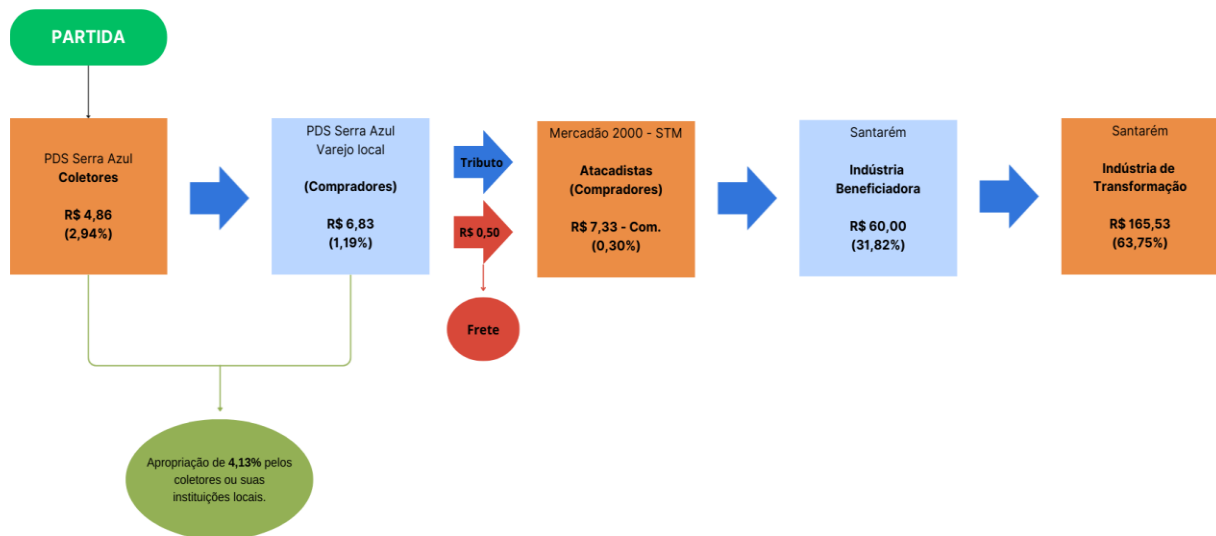 PARTIDA
PDS Serra Azul
Coletores
R$ 4,86
(2,94%)
PDS Serra Azul
Varejo local
(Compradores)
R$ 6,83
(1,19%)
Tributo
R$ 0,50
Frete
Mercadão 2000 - STM
Atacadistas
(Compradores)
R$ 7,33 - Com.
(0,30%)
Santarém
Indústria
Beneficiadora
R$ 60,00
(31,82%)
Santarém
Indústria de
Transformação
R$ 165,53
(63,75%)
Apropriação de 4,13% pelos
coletores ou suas
instituições locais.